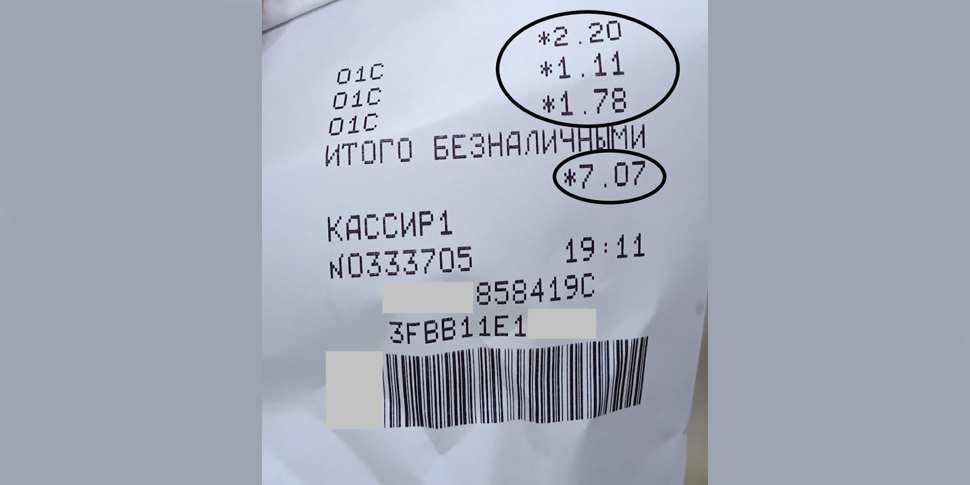 *2.20
01C *1.11
01C *1.78
01C
ИТОГО БЕЗНАЛИЧНЫМИ
*7.07
КАССИР1
N0333705 19:11
858419C
3FBB11E1